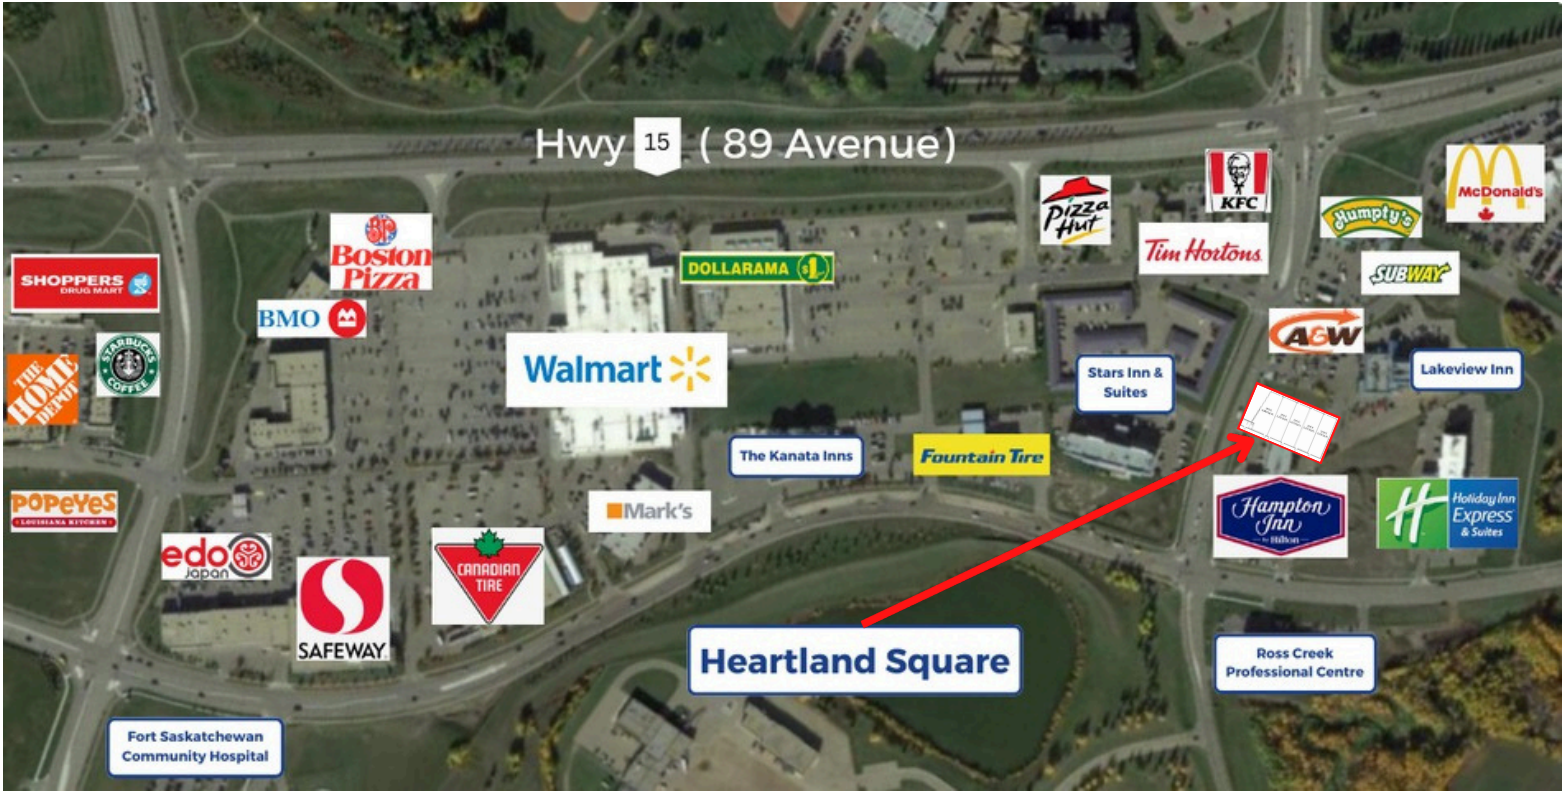 Hwy 15 ( 89 Avenue)
KFC
McDonald's
Pizza
Hut
Humpty's
Tim Hortons
Boston
Pizza
SHOPPERS
DRUG MART
DOLLARAMA $1
SUBWAY
BMO
A&W
STARBUCKS
COFFEE
THE
HOME
DEPOT
Walmart
Stars Inn &
Suites
Lakeview Inn
The Kanata Inns
Fountain Tire
POPEYES
LOUISIANA KITCHEN
Mark's
Hampton
Inn
by Hilton
H
Holiday Inn
Express
& Suites
edo
Japan
CANADIAN
TIRE
SAFEWAY
Heartland Square
Ross Creek
Professional Centre
Fort Saskatchewan
Community Hospital